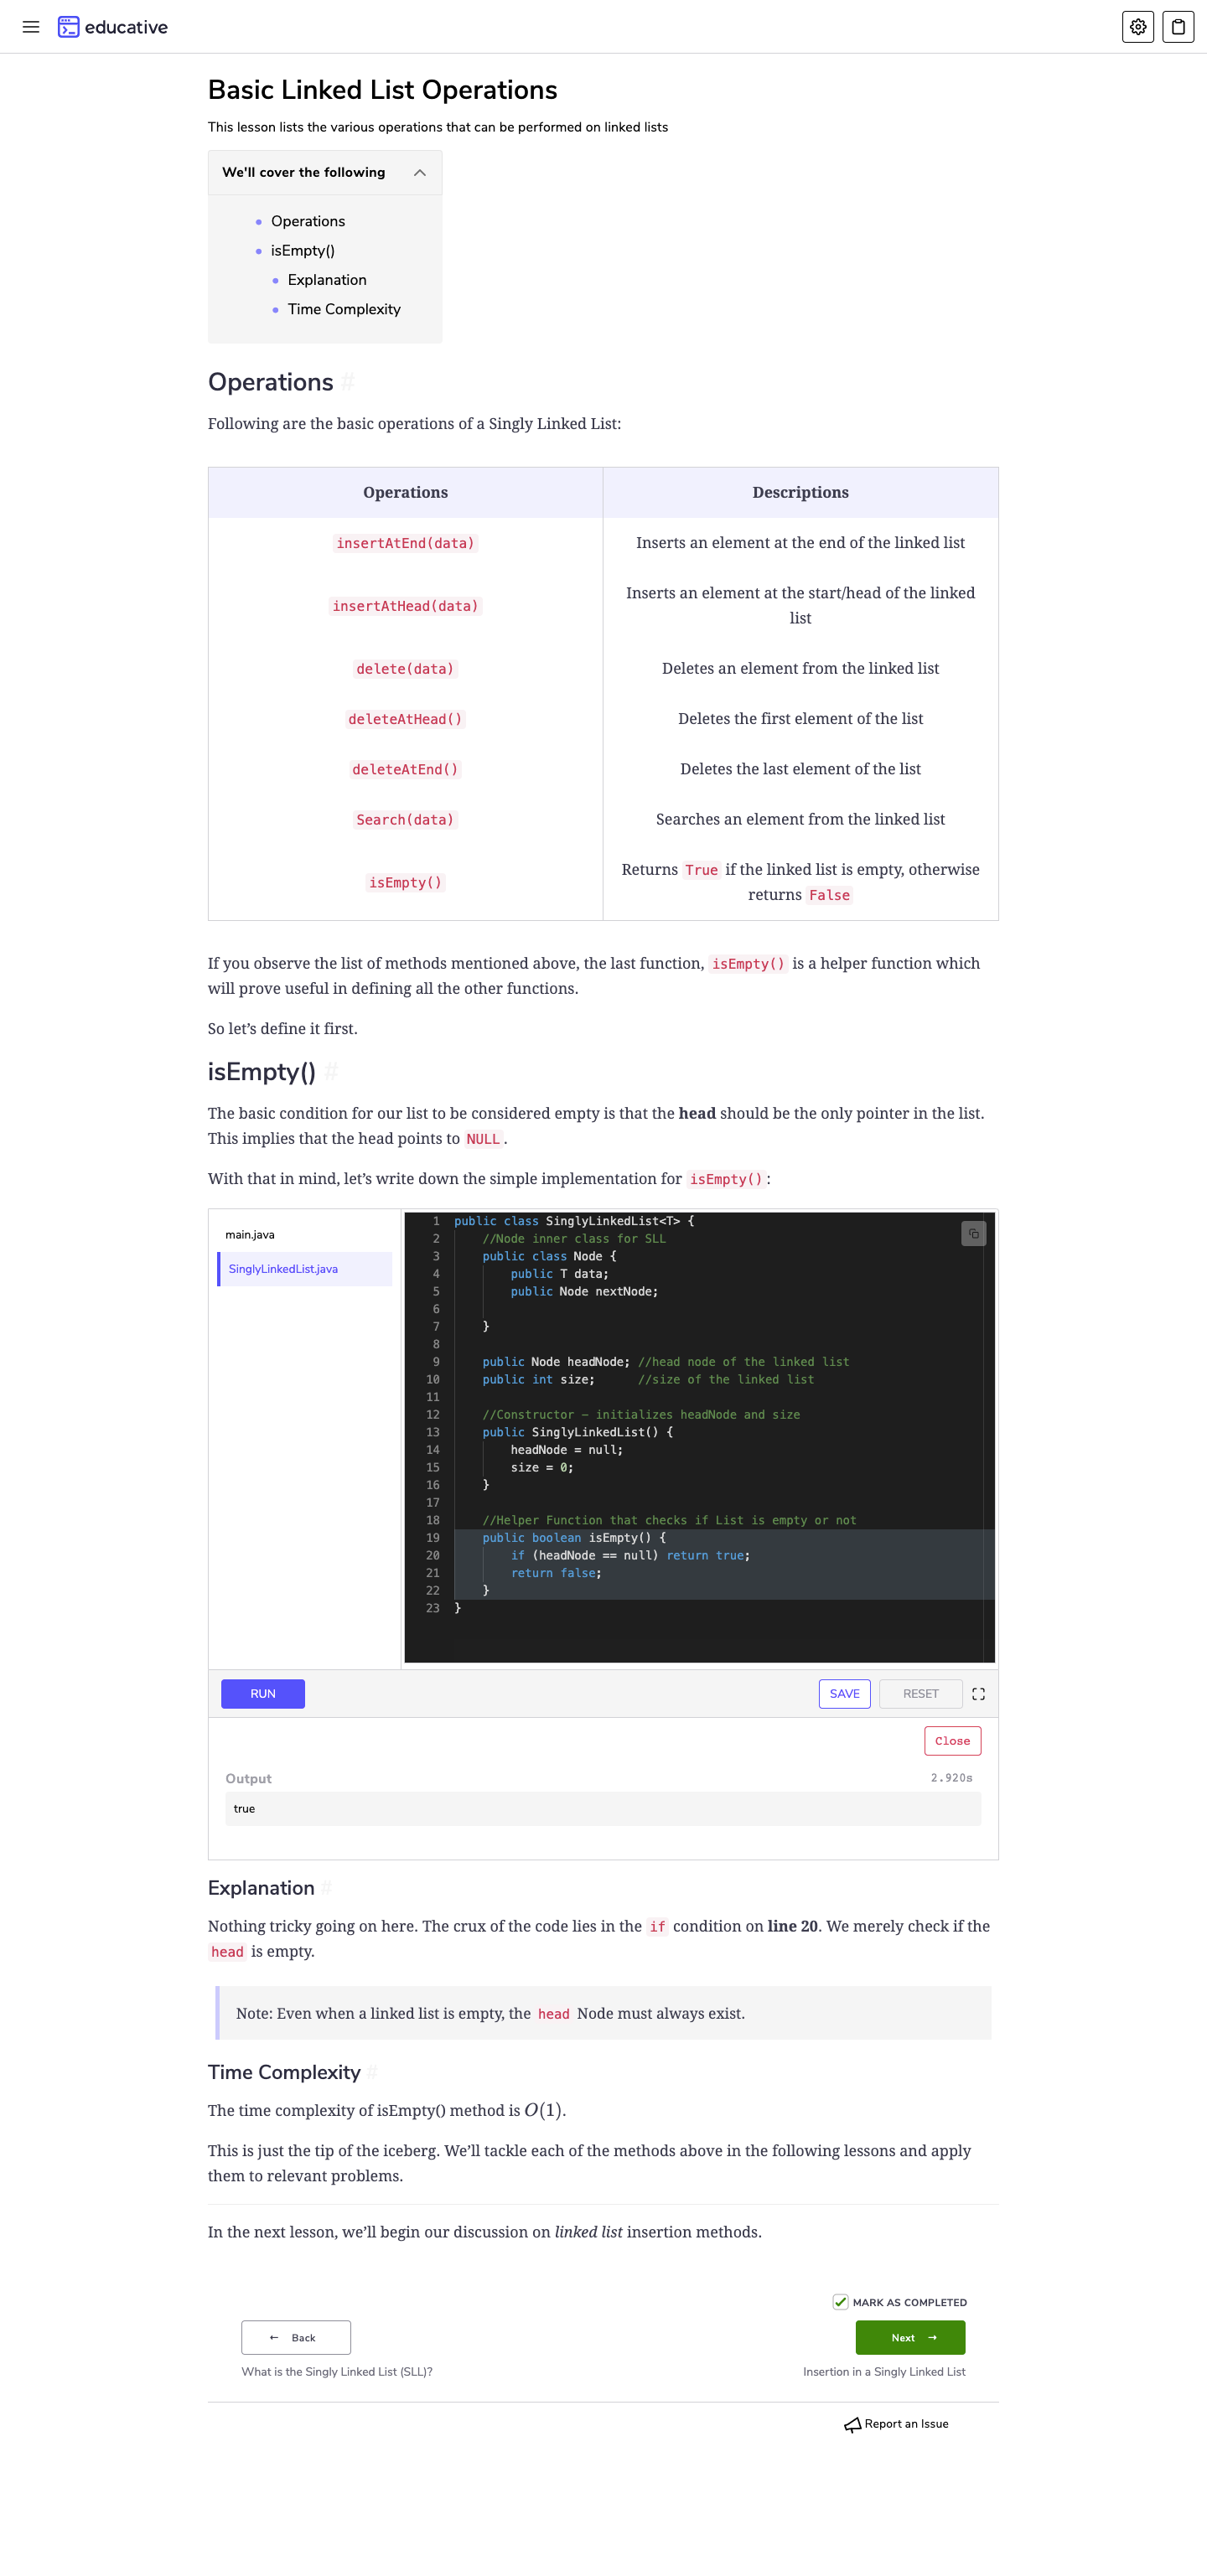 educative
Basic Linked List Operations
This lesson lists the various operations that can be performed on linked lists
We'll cover the following
Operations
isEmpty()
Explanation
Time Complexity
Operations #
Following are the basic operations of a Singly Linked List:
Operations Descriptions
insertAtEnd(data) Inserts an element at the end of the linked list
insertAtHead(data) Inserts an element at the start/head of the linked
list
delete(data) Deletes an element from the linked list
deleteAtHead() Deletes the first element of the list
deleteAtEnd() Deletes the last element of the list
Search(data) Searches an element from the linked list
isEmpty() Returns True if the linked list is empty, otherwise
returns False
If you observe the list of methods mentioned above, the last function, isEmpty() is a helper function which
will prove useful in defining all the other functions.
So let’s define it first.
isEmpty() #
The basic condition for our list to be considered empty is that the head should be the only pointer in the list.
This implies that the head points to NULL.
With that in mind, let’s write down the simple implementation for isEmpty():
main.java
SinglyLinkedList.java
1 public class SinglyLinkedList<T> {
2 //Node inner class for SLL
3 public class Node {
4 public T data;
5 public Node nextNode;
6
7 }
8
9 public Node headNode; //head node of the linked list
10 public int size; //size of the linked list
11
12 //Constructor – initializes headNode and size
13 public SinglyLinkedList() {
14 headNode = null;
15 size = 0;
16 }
17
18 //Helper Function that checks if List is empty or not
19 public boolean isEmpty() {
20 if (headNode == null) return true;
21 return false;
22 }
23 }
RUN SAVE RESET
Close
Output 2.920s
true
Explanation #
Nothing tricky going on here. The crux of the code lies in the if condition on line 20. We merely check if the
head is empty.
Note: Even when a linked list is empty, the head Node must always exist.
Time Complexity #
The time complexity of isEmpty() method is O(1).
This is just the tip of the iceberg. We’ll tackle each of the methods above in the following lessons and apply
them to relevant problems.
In the next lesson, we’ll begin our discussion on linked list insertion methods.
MARK AS COMPLETED
← Back Next →
What is the Singly Linked List (SLL)? Insertion in a Singly Linked List
Report an Issue